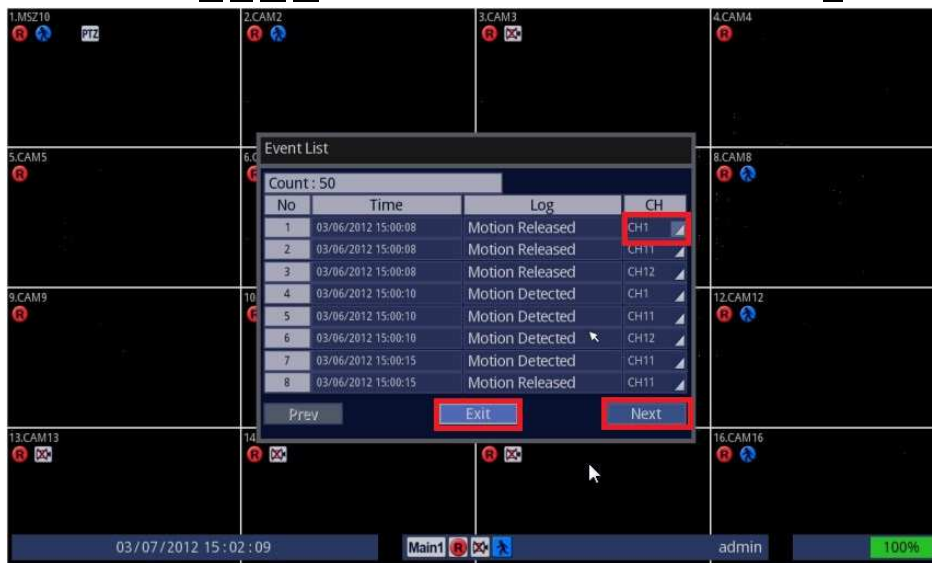 1.MSZ10 2.CAM2 3.CAM3 4.CAM4
R PTZ R R R
5.CAM5 8.CAM8
R R
Event List
Count : 50
No Time Log CH
1 03/06/2012 15:00:08 Motion Released CH1
2 03/06/2012 15:00:08 Motion Released CH11
3 03/06/2012 15:00:08 Motion Released CH12
4 03/06/2012 15:00:10 Motion Detected CH1
5 03/06/2012 15:00:10 Motion Detected CH11
6 03/06/2012 15:00:10 Motion Detected CH12
7 03/06/2012 15:00:15 Motion Detected CH11
8 03/06/2012 15:00:15 Motion Released CH11
Prev Exit Next
9.CAM9 12.CAM12
R R
13.CAM13 16.CAM16
R R R R
03/07/2012 15:02:09 Main1 R admin 100%